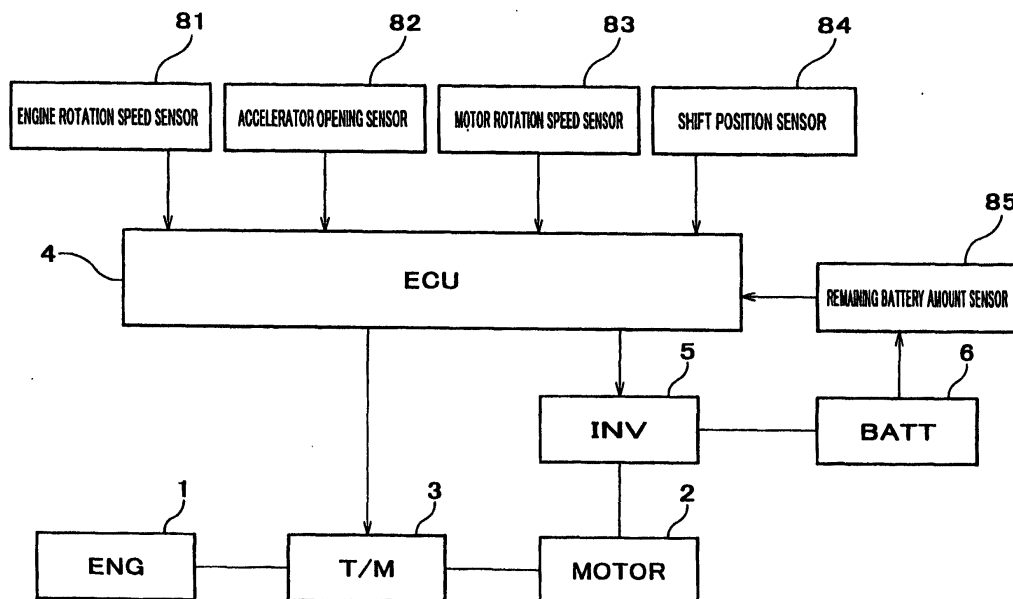 81
82
83
84
ENGINE ROTATION SPEED SENSOR
ACCELERATOR OPENING SENSOR
MOTOR ROTATION SPEED SENSOR
SHIFT POSITION SENSOR
85
4
ECU
REMAINING BATTERY AMOUNT SENSOR
5
6
INV
BATT
1
3
2
ENG
T/M
MOTOR